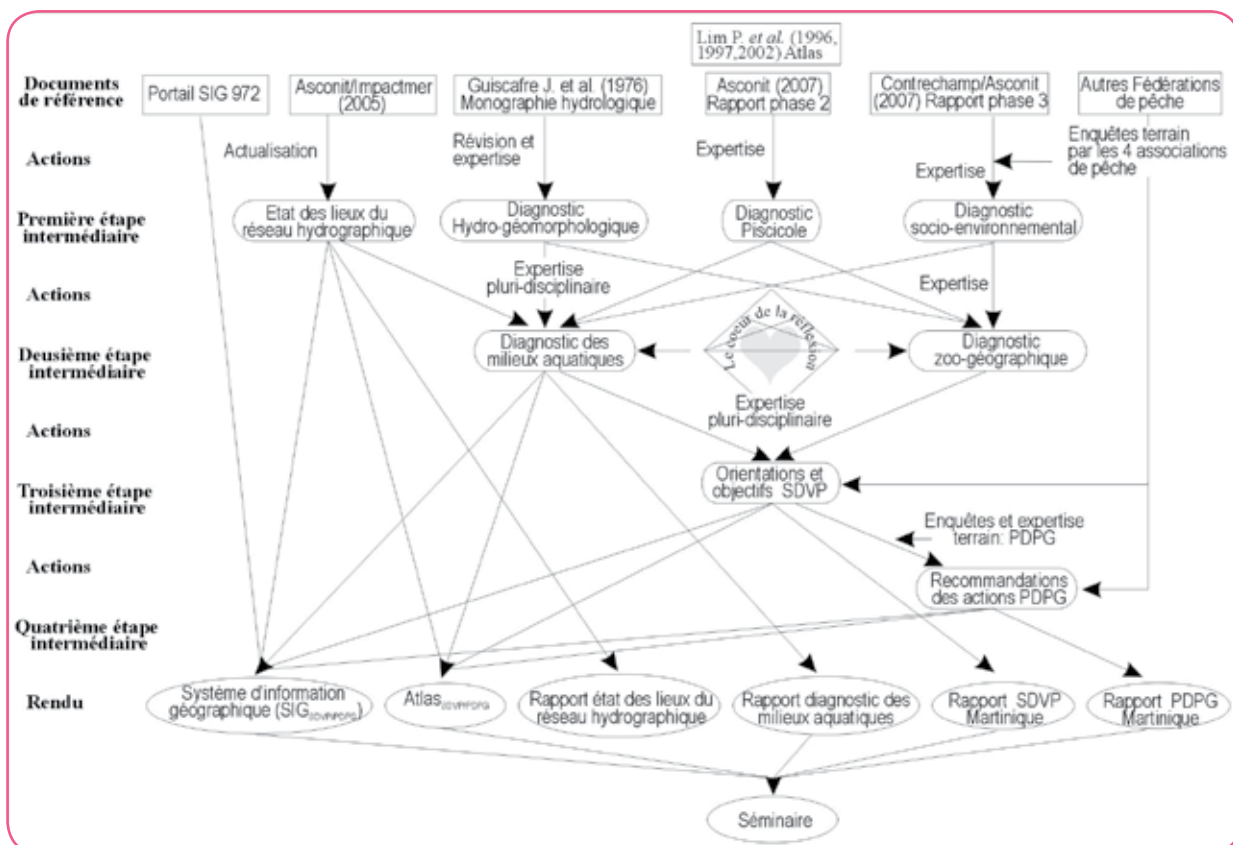 Lim P. et al. (1996,
1997,2002) Atlas
Documents
de référence
Portail SIG 972
Asconit/Impactmer
(2005)
Guiscafre J. et al. (1976)
Monographie hydrologique
Asconit (2007)
Rapport phase 2
Contrechamp/Asconit
(2007) Rapport phase 3
Autres Fédérations
de pêche
Actions
Actualisation
Révision et
expertise
Expertise
Expertise
Enquêtes terrain
par les 4 associations
de pêche
Première étape
intermédiaire
Etat des lieux du
réseau hydrographique
Diagnostic
Hydro-géomorphologique
Diagnostic
Piscicole
Diagnostic
socio-environnemental
Actions
Expertise
pluri-disciplinaire
Expertise
Deusième étape
intermédiaire
Diagnostic des
milieux aquatiques
Le coeur de la réflexion
Diagnostic
zoo-géographique
Actions
Expertise
pluri-disciplinaire
Troisième étape
intermédiaire
Orientations et
objectifs SDVP
Enquêtes et expertise
terrain: PDPG
Actions
Recommandations
des actions PDPG
Quatrième étape
intermédiaire
Rendu
Système d'information
géographique (SIG SDVP/PDPG)
Atlas SDVP/PDPG
Rapport état des lieux du
réseau hydrographique
Rapport diagnostic des
milieux aquatiques
Rapport SDVP
Martinique
Rapport PDPG
Martinique
Séminaire